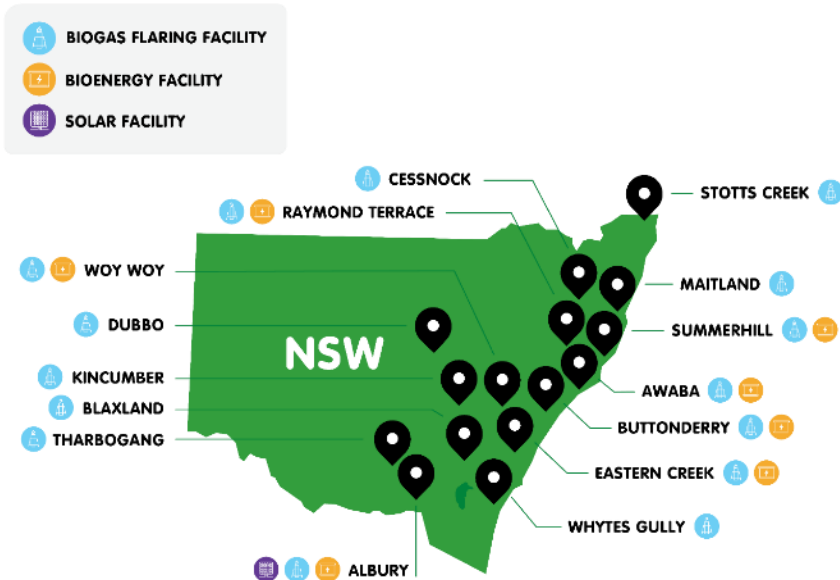 BIOGAS FLARING FACILITY
BIOENERGY FACILITY
SOLAR FACILITY
CESSNOCK
STOTTS CREEK
RAYMOND TERRACE
WOY WOY
MAITLAND
DUBBO
SUMMERHILL
NSW
KINCUMBER
AWABA
BLAXLAND
BUTTONDERRY
THARBOGANG
EASTERN CREEK
WHYTES GULLY
ALBURY